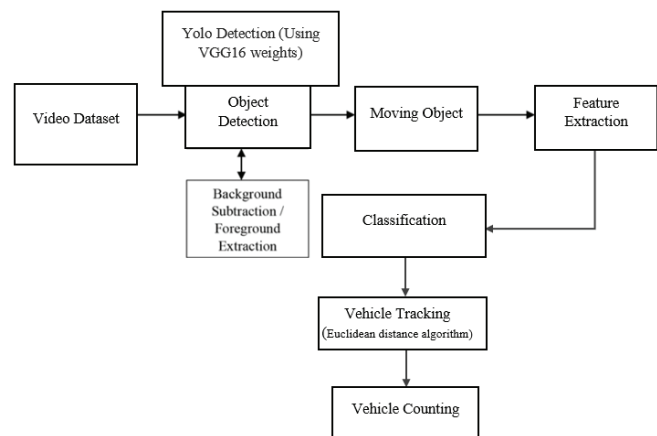 Yolo Detection (Using
VGG16 weights)
Video Dataset
Object
Detection
Moving Object
Feature
Extraction
Background
Subtraction /
Foreground
Extraction
Classification
Vehicle Tracking
(Euclidean distance algorithm)
Vehicle Counting